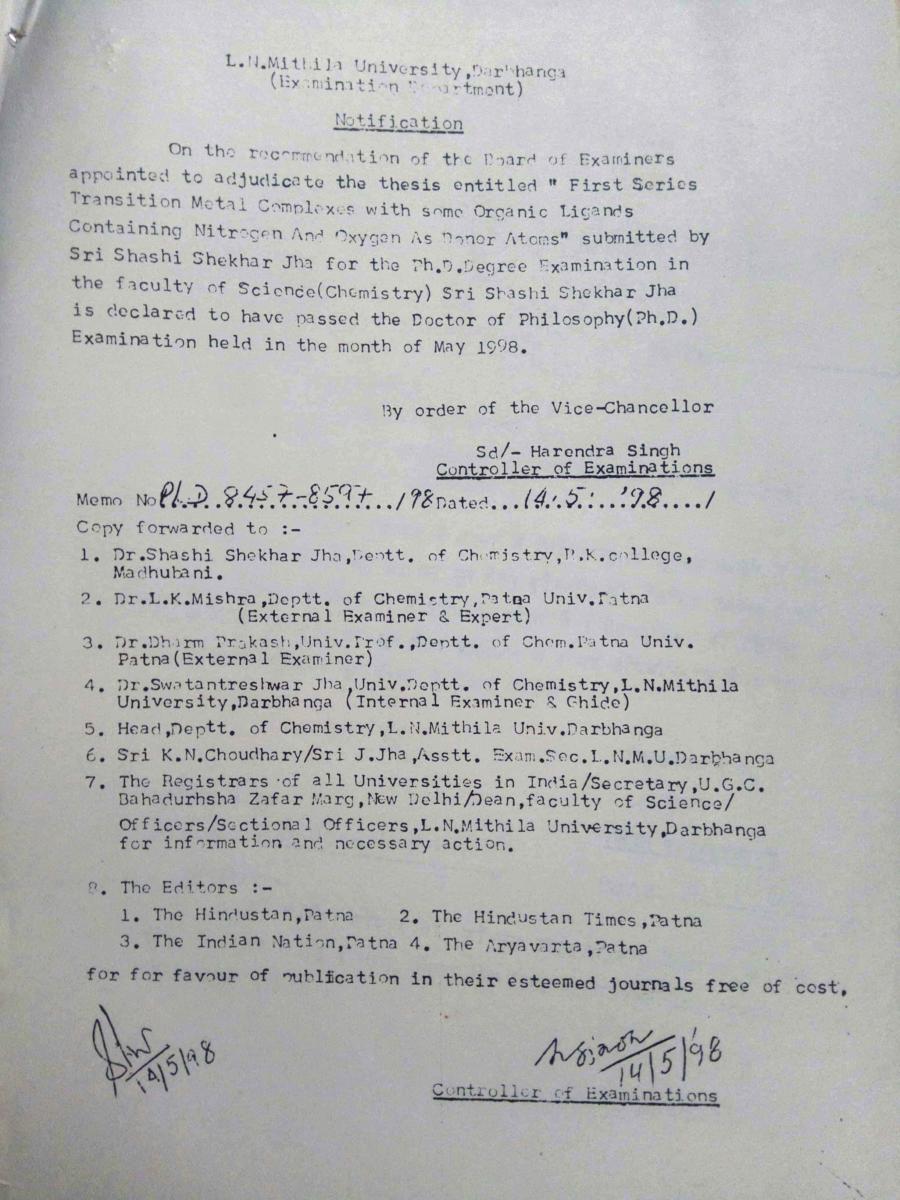 L.N.Mithila University,Darbhanga
(Examination Department)
Notification
On the recommendation of the Board of Examiners
appointed to adjudicate the thesis entitled " First Series
Transition Metal Complexes with some Organic Ligands
Containing Nitrogen And Oxygen As Donor Atoms" submitted by
Sri Shashi Shekhar Jha for the Ph.D.Degree Examination in
the faculty of Science(Chemistry) Sri Shashi Shekhar Jha
is declared to have passed the Doctor of Philosophy(Ph.D.)
Examination held in the month of May 1998.
By order of the Vice-Chancellor
Sd/- Harendra Singh
Controller of Examinations
Memo No Ph.D. 8457-8597 /98 Dated...14.5.'98..../
Copy forwarded to :-
1. Dr.Shashi Shekhar Jha,Deptt. of Chemistry,R.K.college,
Madhubani.
2. Dr.L.K.Mishra,Deptt. of Chemistry,Patna Univ.Patna
(External Examiner & Expert)
3. Dr.Dharm Prakash,Univ.Prof.,Deptt. of Chem.Patna Univ.
Patna(External Examiner)
4. Dr.Swatantreshwar Jha,Univ.Deptt. of Chemistry,L.N.Mithila
University,Darbhanga (Internal Examiner & Ghide)
5. Head,Deptt. of Chemistry,L.N.Mithila Univ.Darbhanga
6. Sri K.N.Choudhary/Sri J.Jha,Asstt. Exam.Sec.L.N.M.U.Darbhanga
7. The Registrars of all Universities in India/Secretary,U.G.C.
Bahadurhsha Zafar Marg,New Delhi/Dean,faculty of Science/
Officers/Sectional Officers,L.N.Mithila University,Darbhanga
for information and necessary action.
8. The Editors :-
1. The Hindustan,Patna 2. The Hindustan Times,Patna
3. The Indian Nation,Patna 4. The Aryavarta,Patna
for for favour of publication in their esteemed journals free of cost.
14/5/98
14/5/98
Controller of Examinations